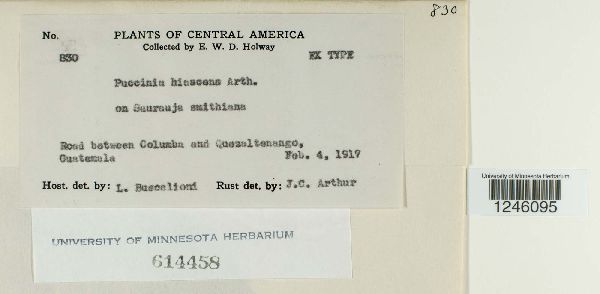 830
No. PLANTS OF CENTRAL AMERICA
Collected by E. W. D. Holway
830 EX TYPE
Puccinia hiascens Arth.
on Saurauja smithiana
Road between Columba and Quezaltenango,
Guatemala Feb. 4, 1917
Host. det. by: L. Buscalioni Rust det. by: J.C. Arthur
University of Minnesota Herbarium
1246095
UNIVERSITY OF MINNESOTA HERBARIUM
614458